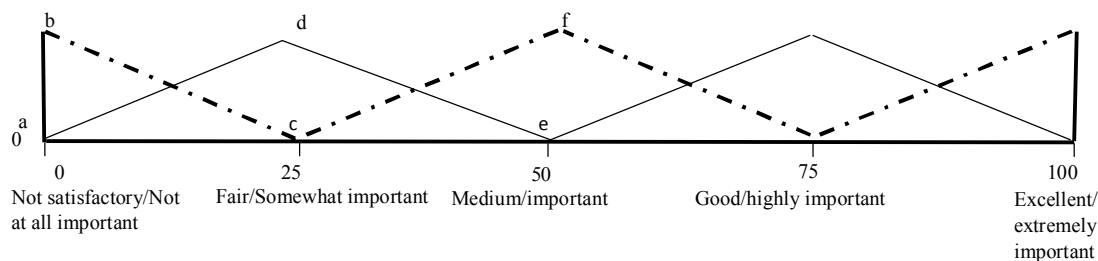 b
d
f
a
0
c
e
0
25
50
75
100
Not satisfactory/Not
at all important
Fair/Somewhat important
Medium/important
Good/highly important
Excellent/
extremely
important